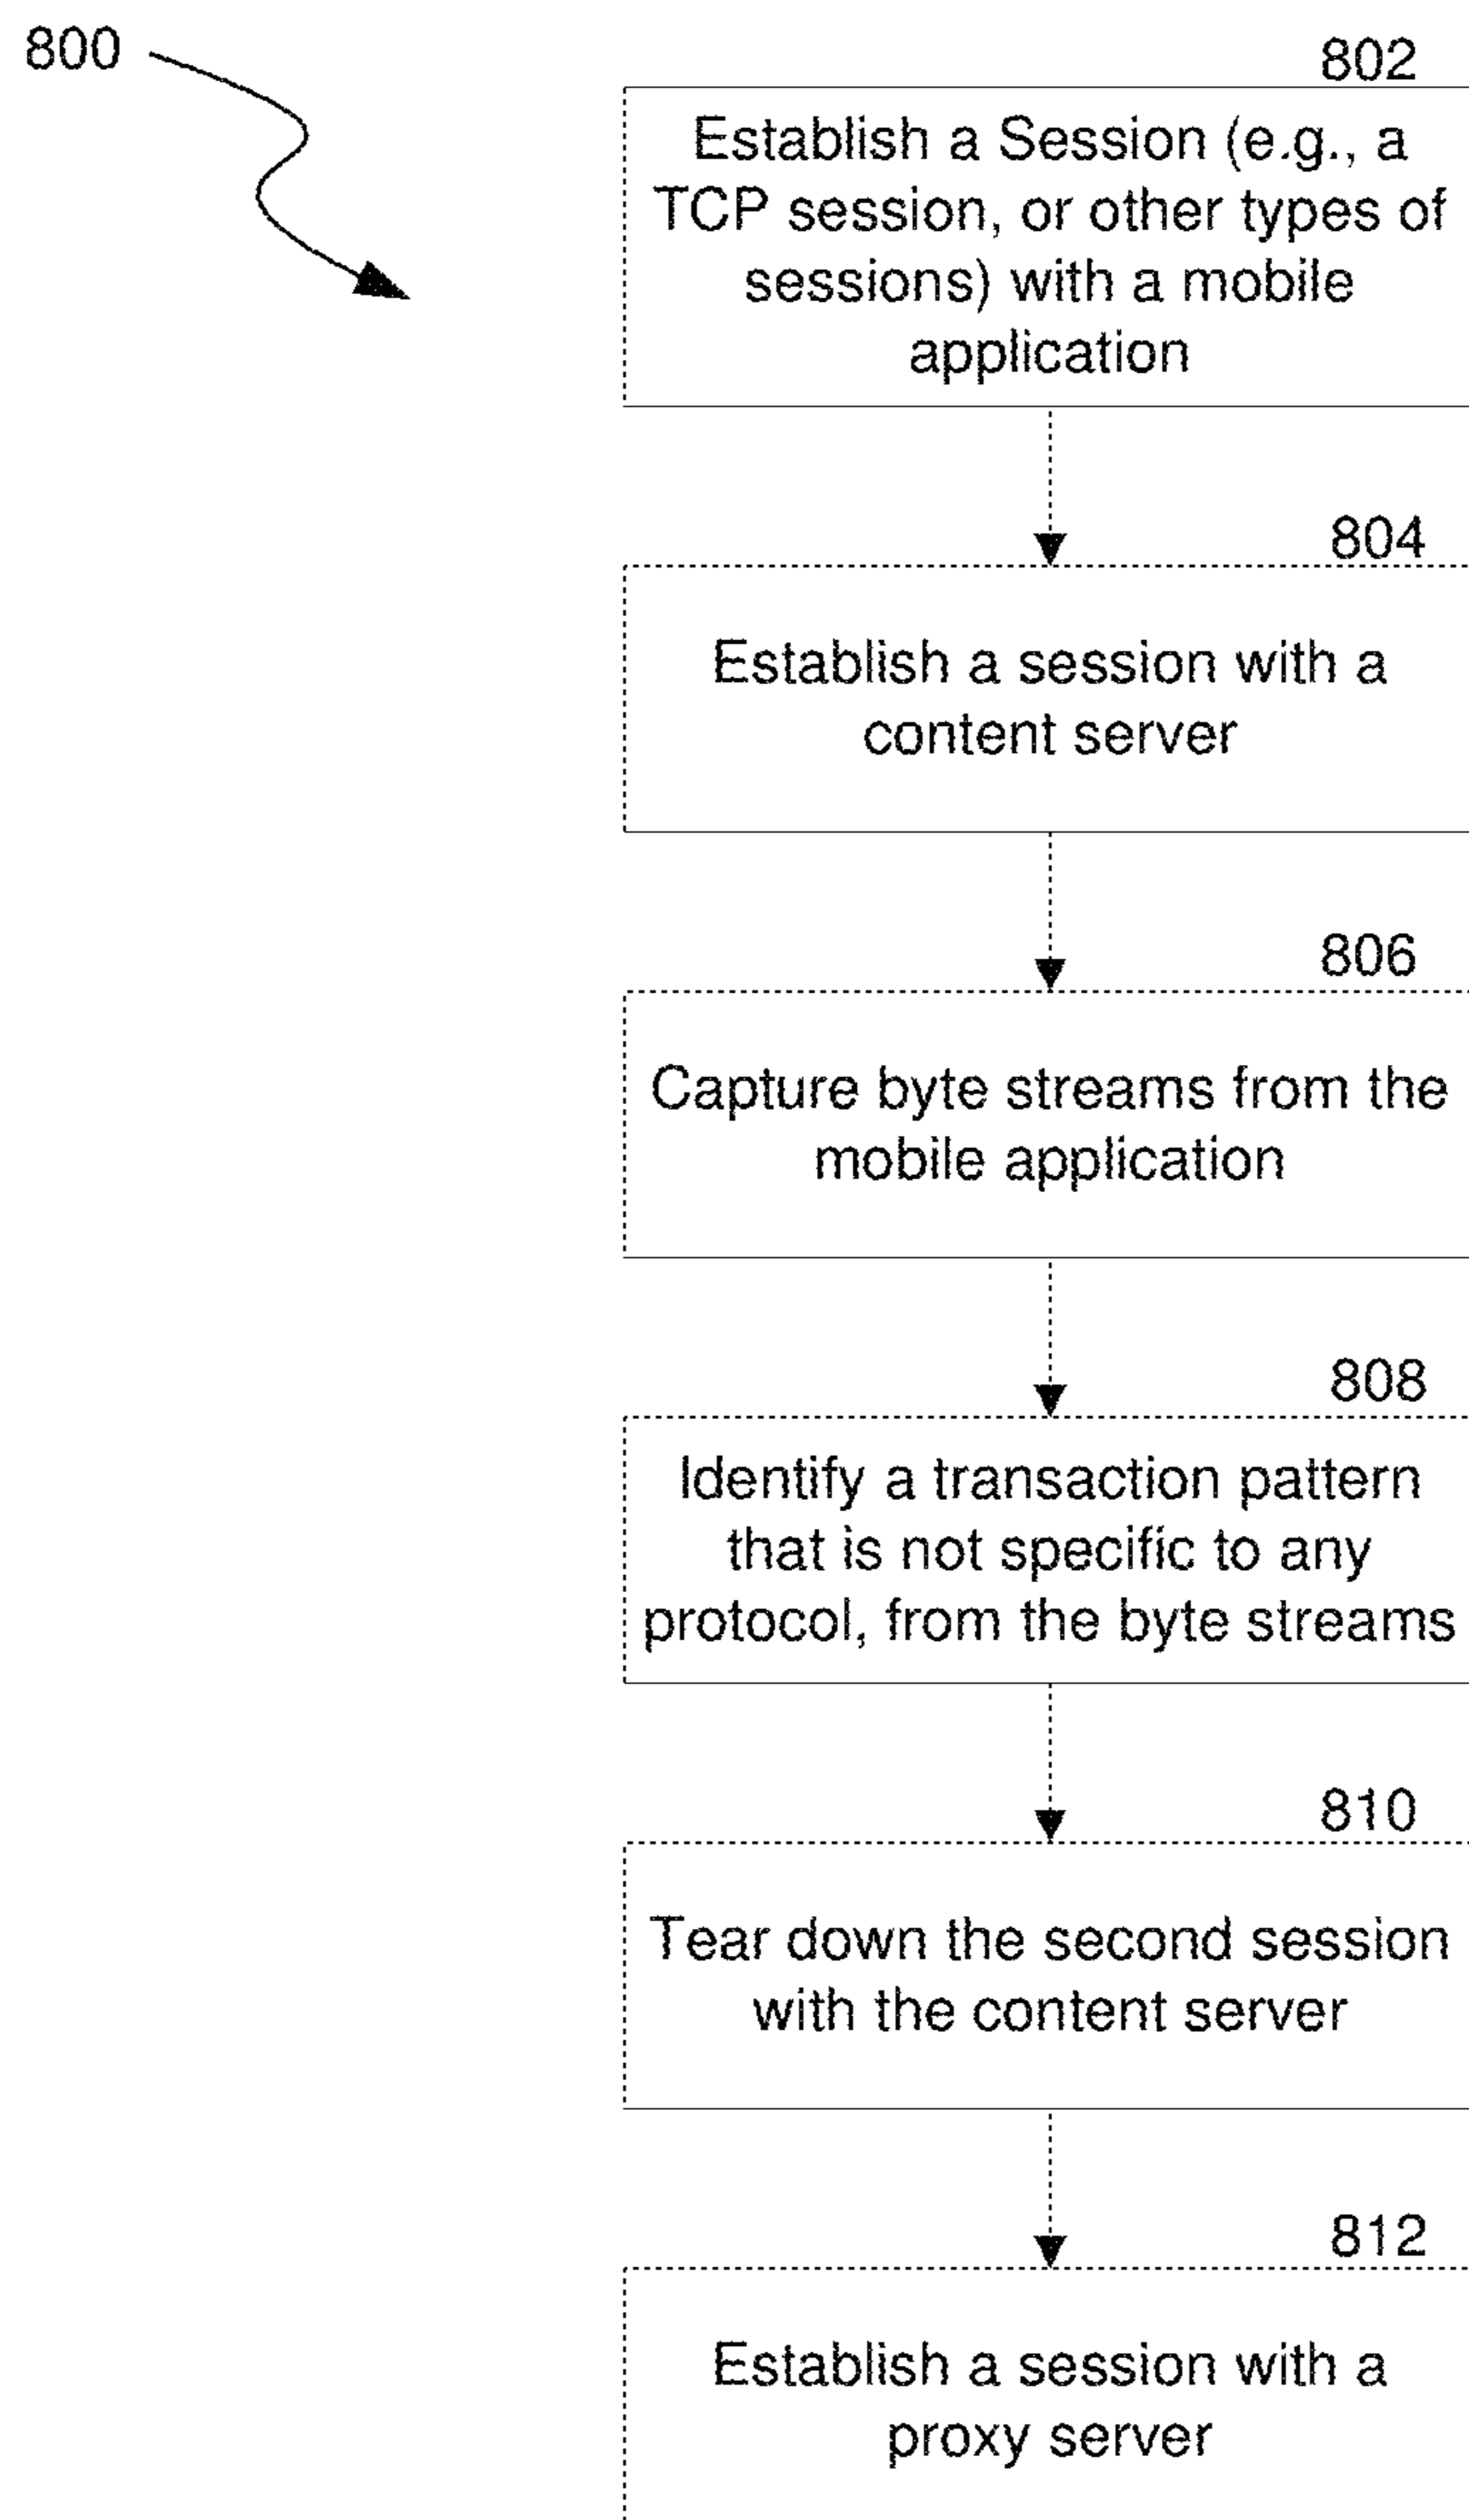 800
802
Establish a Session (e.g., a
TCP session, or other types of
sessions) with a mobile
application
804
Establish a session with a
content server
806
Capture byte streams from the
mobile application
808
Identify a transaction pattern
that is not specific to any
protocol, from the byte streams
810
Tear down the second session
with the content server
812
Establish a session with a
proxy server